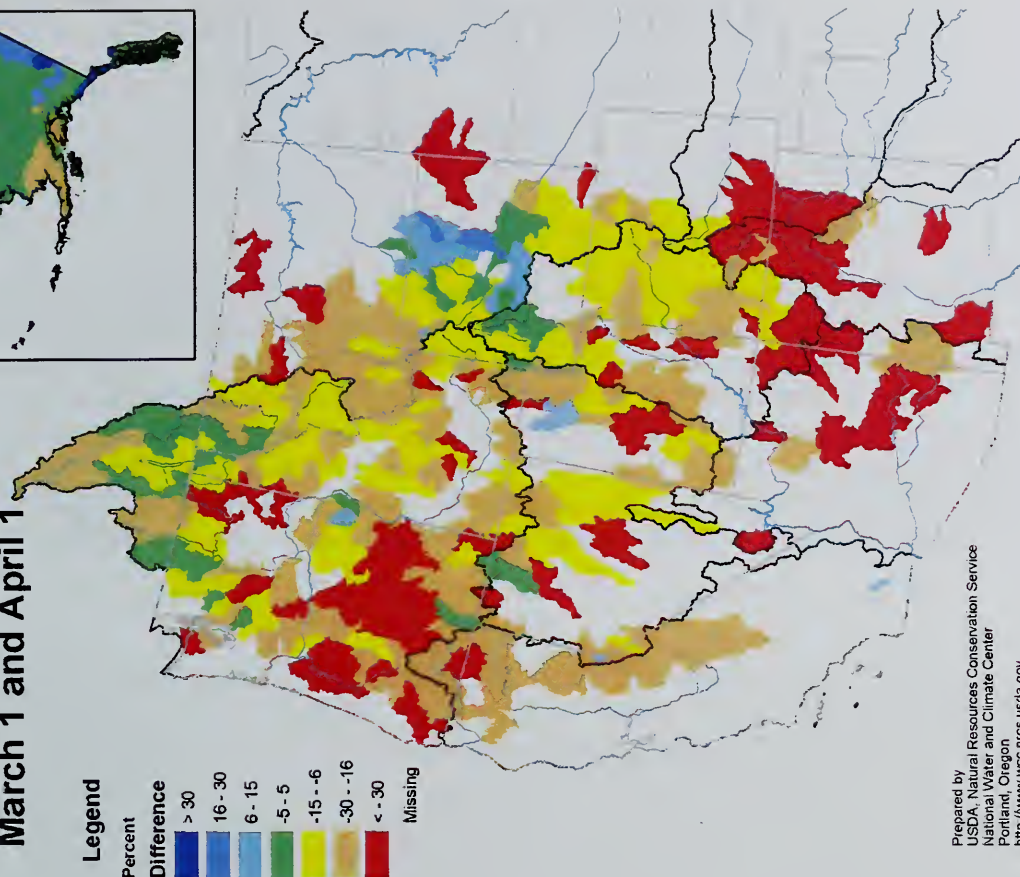 March 1 and April 1
Legend
Percent
Difference
> 30
16 - 30
6 - 15
-5 - 5
-15 - -6
-30 - -16
< - 30
Missing
Prepared by
USDA, Natural Resources Conservation Service
National Water and Climate Center
Portland, Oregon